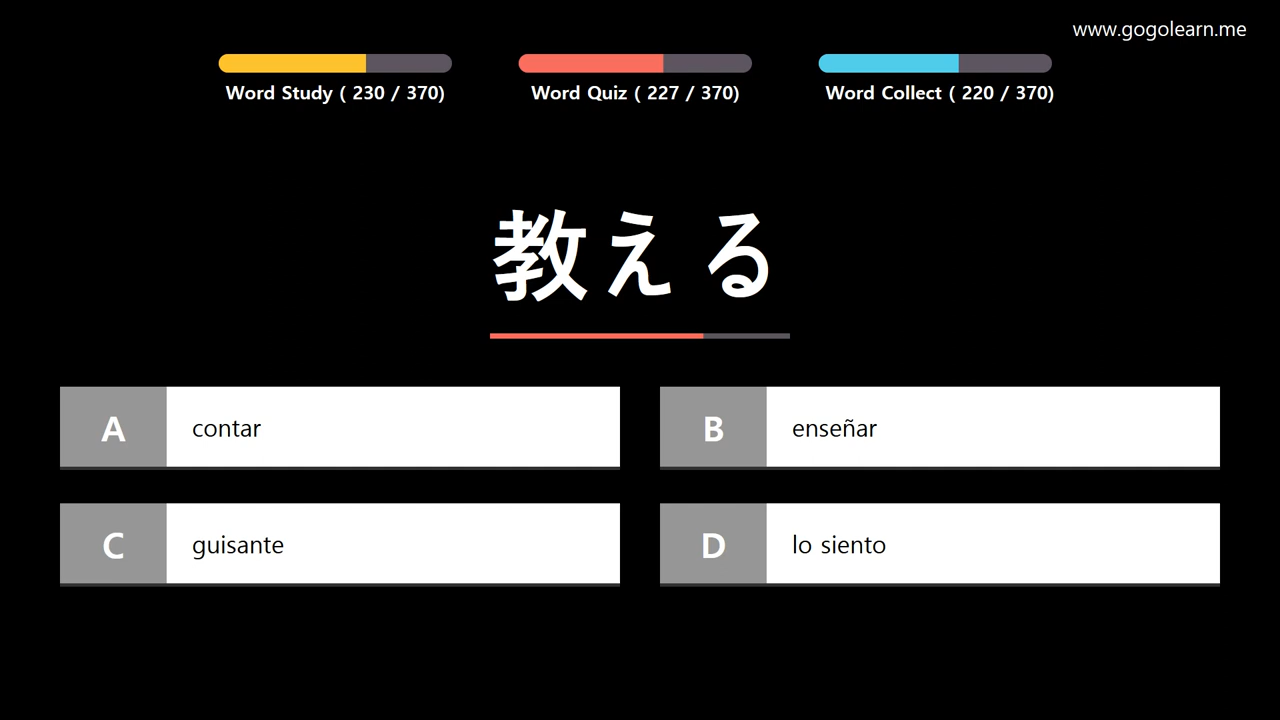 www.gogolearn.me
Word Study ( 230 / 370)
Word Quiz ( 227 / 370)
Word Collect ( 220 / 370)
教える
A contar
B enseñar
C guisante
D lo siento